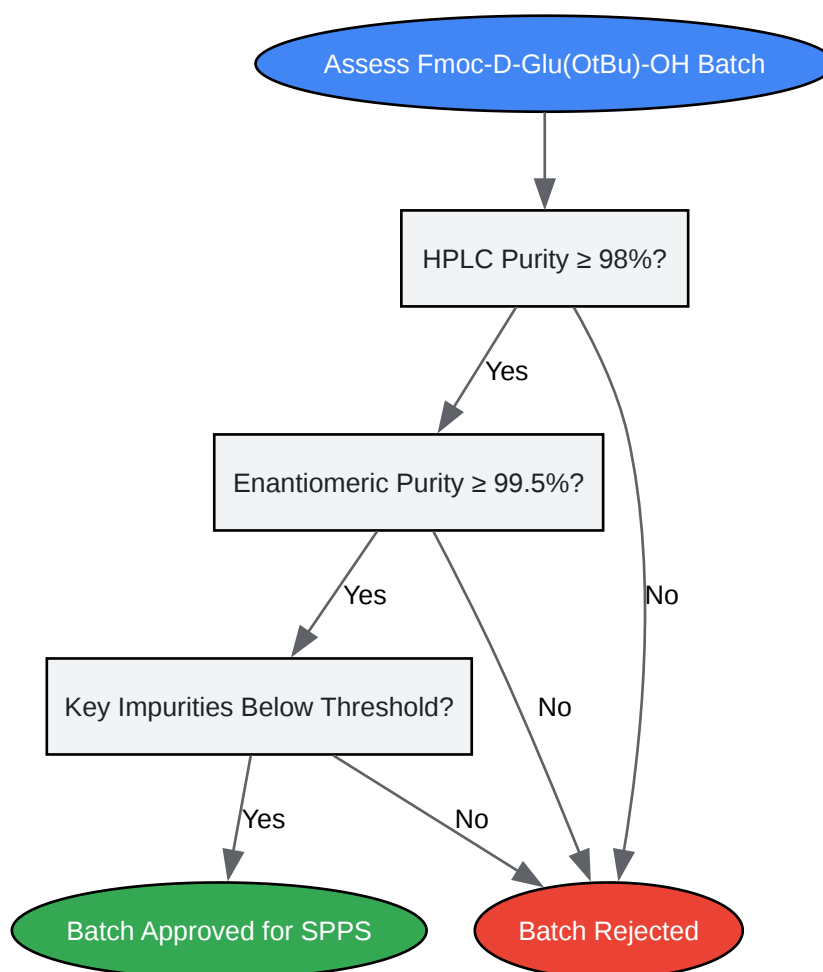 Assess Fmoc-D-Glu(OtBu)-OH Batch
HPLC Purity ≥ 98%?
Yes
Enantiomeric Purity ≥ 99.5%?
Yes
No
Key Impurities Below Threshold?
No
Yes
No
Batch Approved for SPPS
Batch Rejected